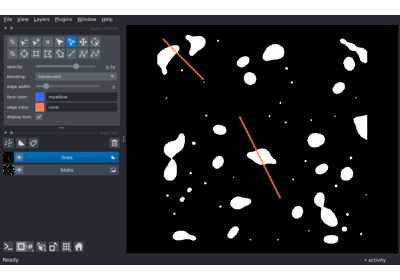 File View Layers Plugins Window Help
opacity: 0.70
blending: translucent
edge width: 5
face color: royalblue
edge color: coral
display text:
lines
blobs
Ready
activity